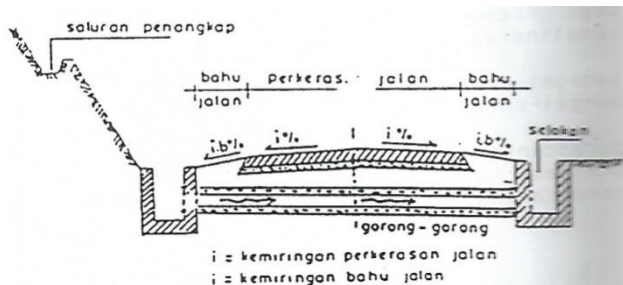 saluran penangkap
bahu perkeras. jalan bahu
jalan jalan
i.b% i% i% i.b%
selokan
gorong-gorong
i = kemiringan perkerasan jalan
i = kemiringan bahu jalan